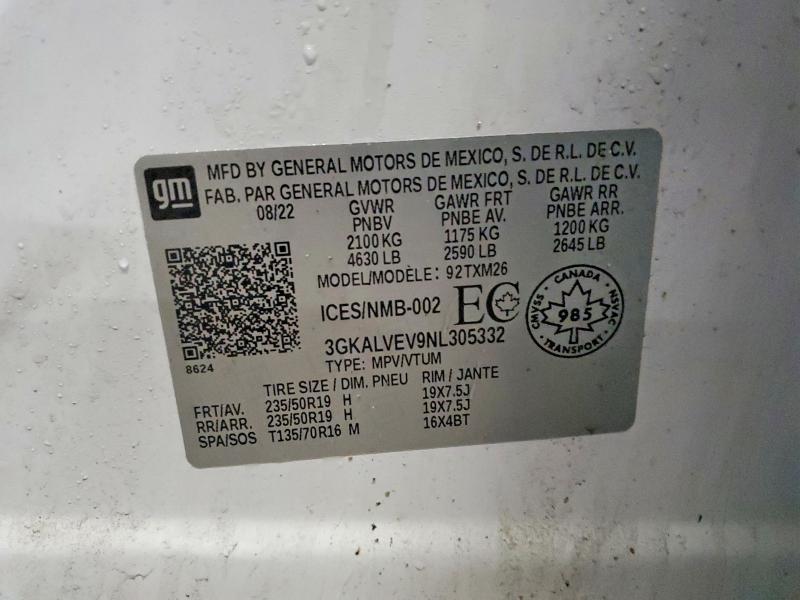 gm
MFD BY GENERAL MOTORS DE MEXICO, S. DE R.L. DE C.V.
FAB. PAR GENERAL MOTORS DE MEXICO, S. DE R.L. DE C.V.
08/22 GVWR GAWR FRT GAWR RR
PNBV PNBE AV. PNBE ARR.
2100 KG 1175 KG 1200 KG
4630 LB 2590 LB 2645 LB
MODEL/MODÈLE: 92TXM26
ICES/NMB-002 EC
CANADA
CMVSS 985 NSVAC
TRANSPORT
3GKALVEV9NL305332
8624
TYPE: MPV/VTUM
TIRE SIZE / DIM. PNEU RIM / JANTE
FRT/AV. 235/50R19 H 19X7.5J
RR/ARR. 235/50R19 H 19X7.5J
SPA/SOS T135/70R16 M 16X4BT